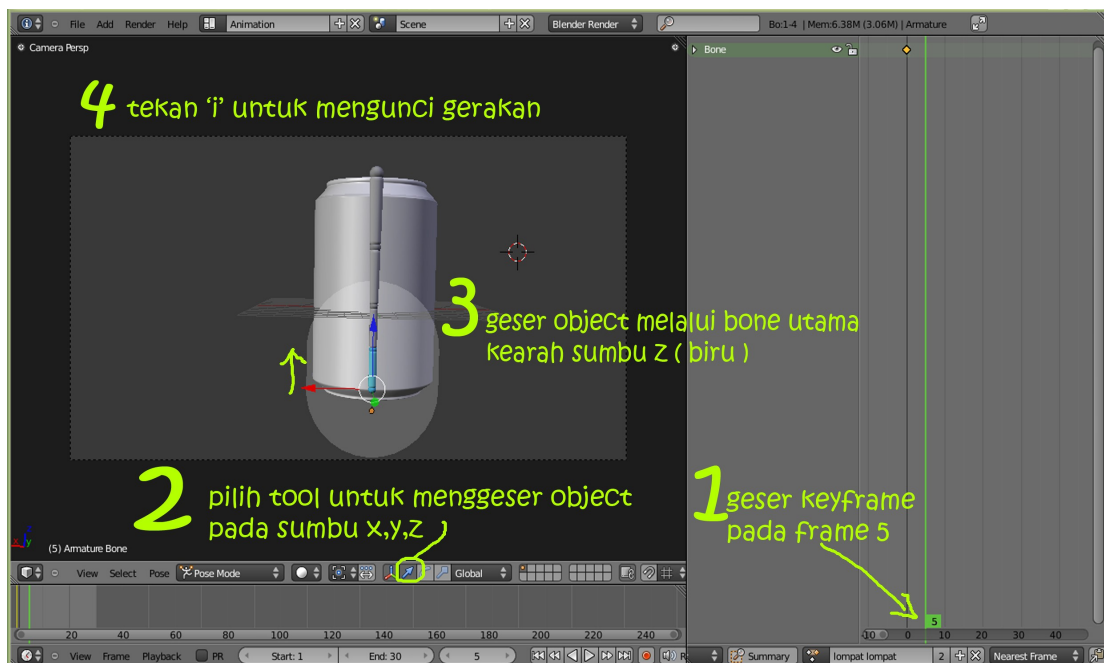 File Add Render Help Animation Scene Blender Render Bo:1-4 | Mem:6.38M (3.06M) | Armature
Camera Persp
Bone
4 tekan 'i' untuk mengunci gerakan
3 geser object melalui bone utama
kearah sumbu z ( biru )
2 pilih tool untuk menggeser object
pada sumbu x,y,z
1 geser keyframe
pada frame 5
(5) Armature Bone
View Select Pose Pose Mode Global
5
-10 0 10 20 30 40
20 40 60 80 100 120 140 160 180 200 220 240
View Frame Playback PR Start: 1 End: 30 5 Summary lompat lompat 2 Nearest Frame